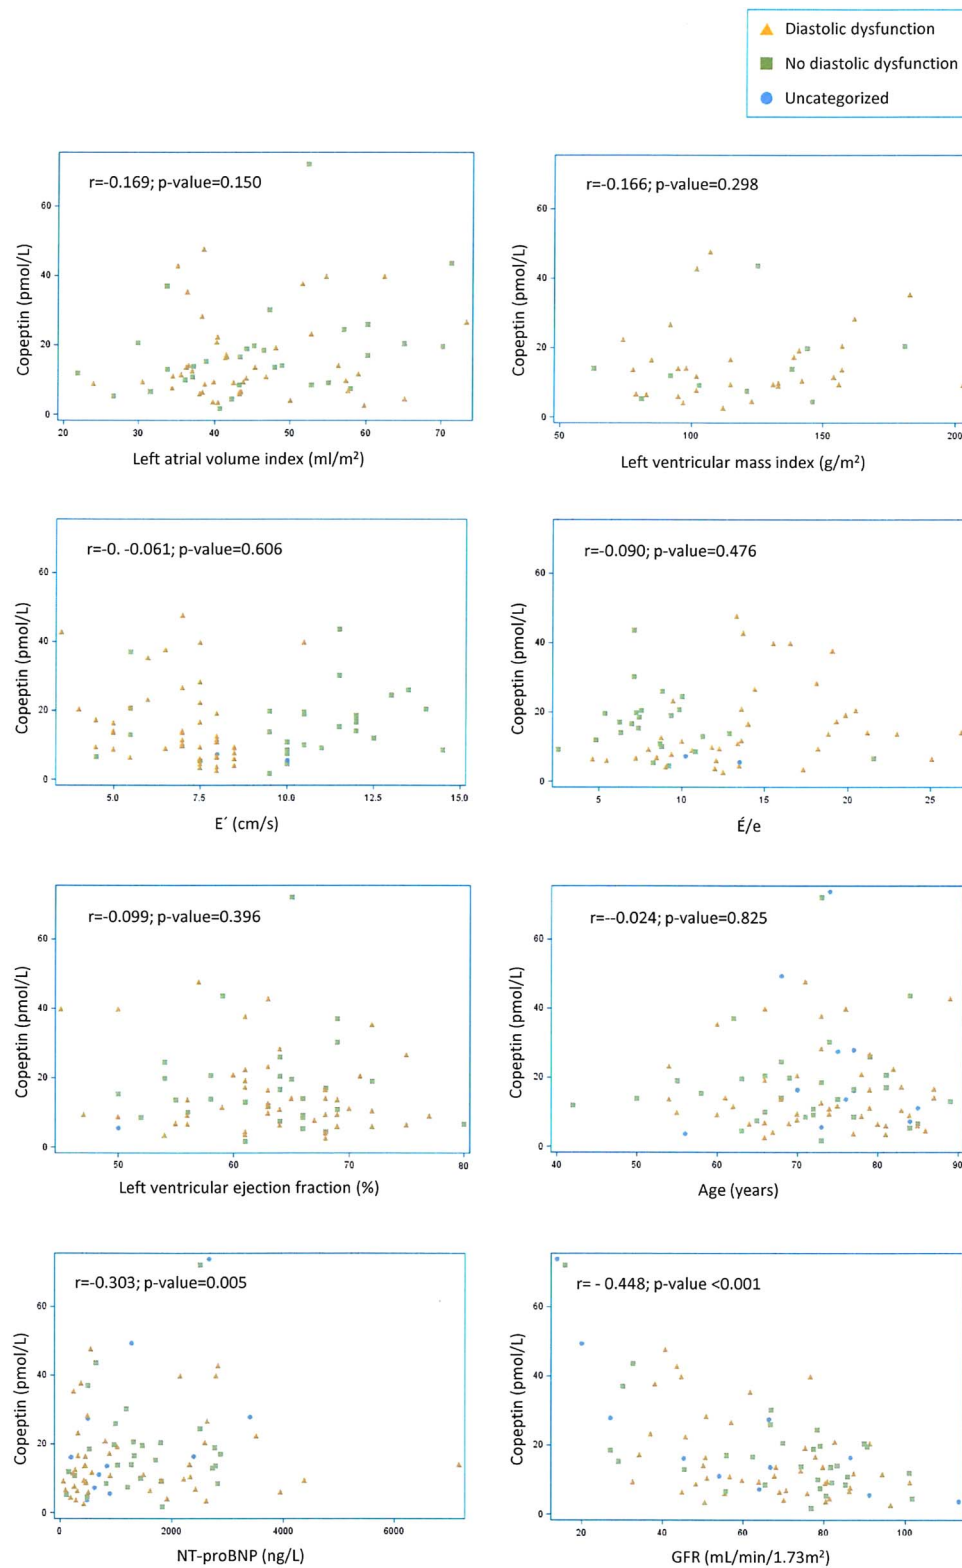 Diastolic dysfunction
No diastolic dysfunction
Uncategorized
r=-0.169; p-value=0.150
Copeptin (pmol/L)
60
40
20
0
20
30
40
50
60
70
Left atrial volume index (ml/m²)
r=-0.166; p-value=0.298
Copeptin (pmol/L)
60
40
20
0
50
100
150
200
Left ventricular mass index (g/m²)
r=-0. -0.061; p-value=0.606
Copeptin (pmol/L)
60
40
20
0
5.0
7.5
10.0
12.5
15.0
E´ (cm/s)
r=-0.090; p-value=0.476
Copeptin (pmol/L)
60
40
20
0
5
10
15
20
25
É/e
r=-0.099; p-value=0.396
Copeptin (pmol/L)
60
40
20
0
50
60
70
80
Left ventricular ejection fraction (%)
r=--0.024; p-value=0.825
Copeptin (pmol/L)
60
40
20
0
40
50
60
70
80
90
Age (years)
r=-0.303; p-value=0.005
Copeptin (pmol/L)
60
40
20
0
0
2000
4000
6000
NT-proBNP (ng/L)
r= - 0.448; p-value <0.001
Copeptin (pmol/L)
60
40
20
0
20
40
60
80
100
GFR (mL/min/1.73m²)